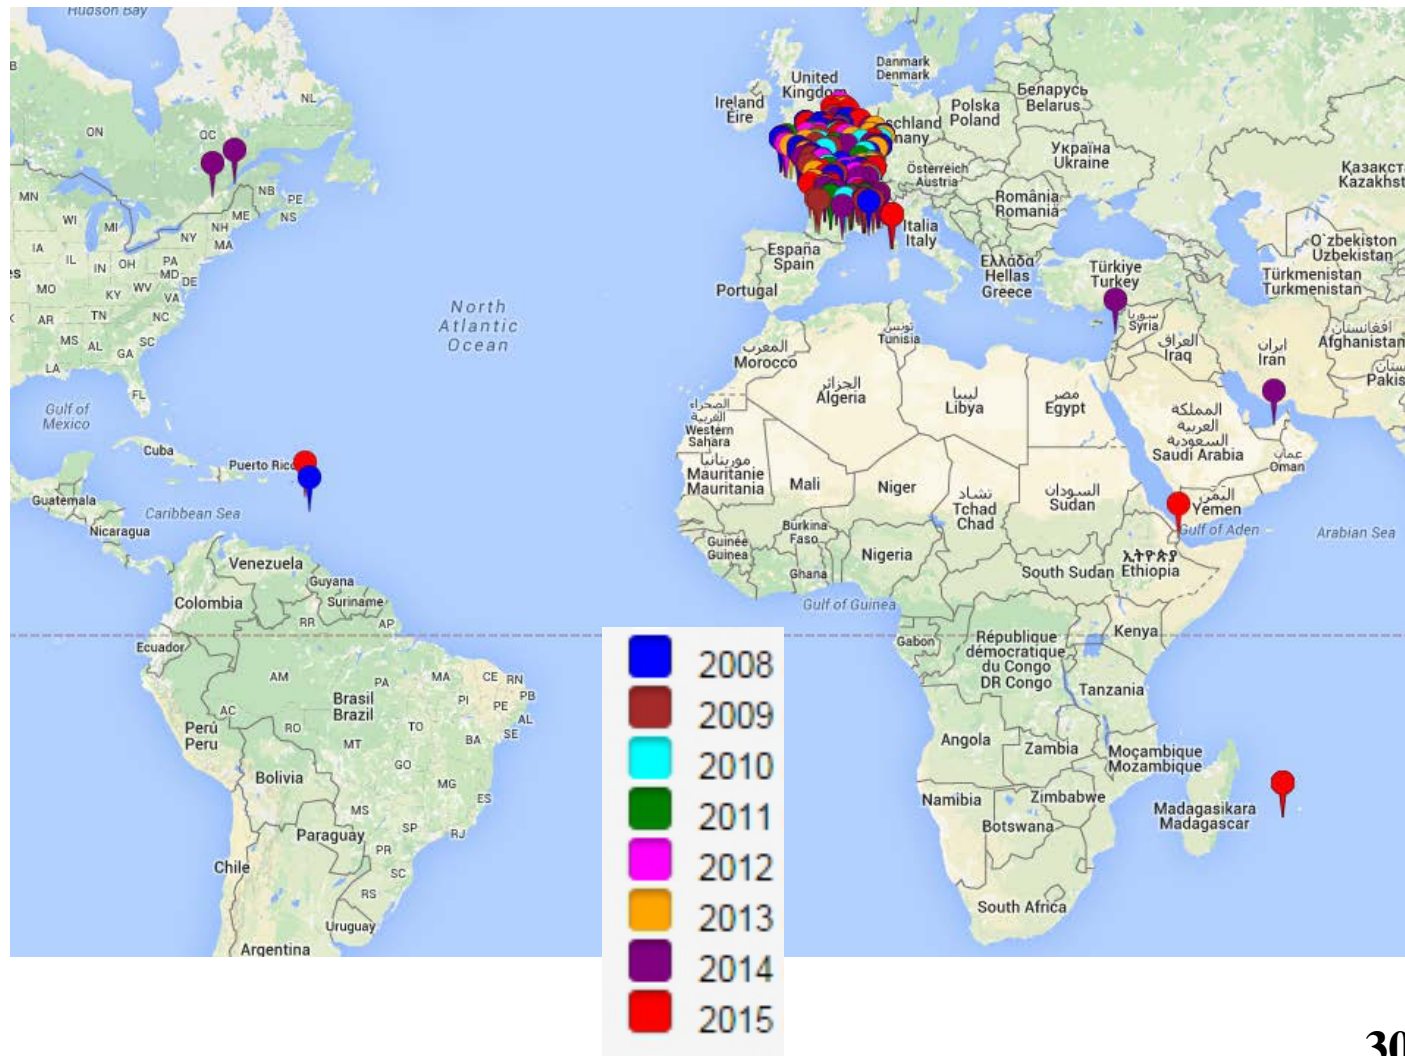 Hudson Bay
NL
ON
QC
MN
NB
PE
NS
WI
MI
ME
NH
NY
MA
IA
IL
IN
OH
PA
MD
DE
MO
KY
WV
VA
AR
TN
NC
MS
AL
GA
SC
LA
FL
Gulf of
Mexico
Cuba
Puerto Rico
Guatemala
Caribbean Sea
Nicaragua
North
Atlantic
Ocean
Venezuela
Guyana
Suriname
Colombia
RR
AP
Ecuador
AM
PA
MA
CE
RN
PB
PI
PE
AL
SE
AC
RO
TO
BA
Brasil
Brazil
Perú
Peru
MT
GO
Bolivia
MG
ES
MS
SP
RJ
Paraguay
PR
Chile
SC
RS
Uruguay
Argentina
United
Kingdom
Ireland
Éire
Danmark
Denmark
Polska
Poland
Беларусь
Belarus
Україна
Ukraine
Österreich
Austria
România
Romania
Italia
Italy
España
Spain
Portugal
Ελλάδα
Hellas
Greece
Türkiye
Turkey
Қазақст
Kazakhst
O`zbekiston
Uzbekistan
Türkmenistan
Turkmenistan
افغانستان
Afghanistan
Pakis
سوريا
Syria
العراق
Iraq
ایران
Iran
تونس
Tunisia
المغرب
Morocco
الجزائر
Algeria
ليبيا
Libya
مصر
Egypt
الصحراء
الغربية
Western
Sahara
المملكة
العربية
السعودية
Saudi Arabia
عمان
Oman
اليمن
Yemen
Gulf of Aden
Arabian Sea
موريتانيا
Mauritanie
Mauritania
Mali
Niger
تشاد
Tchad
Chad
السودان
Sudan
Burkina
Faso
Guinée
Guinea
Ghana
Nigeria
South Sudan
ኢትዮጵያ
Ethiopia
Gulf of Guinea
Gabon
République
démocratique
du Congo
DR Congo
Kenya
Tanzania
Angola
Zambia
Moçambique
Mozambique
Namibia
Zimbabwe
Botswana
Madagasikara
Madagascar
South Africa
2008
2009
2010
2011
2012
2013
2014
2015
30